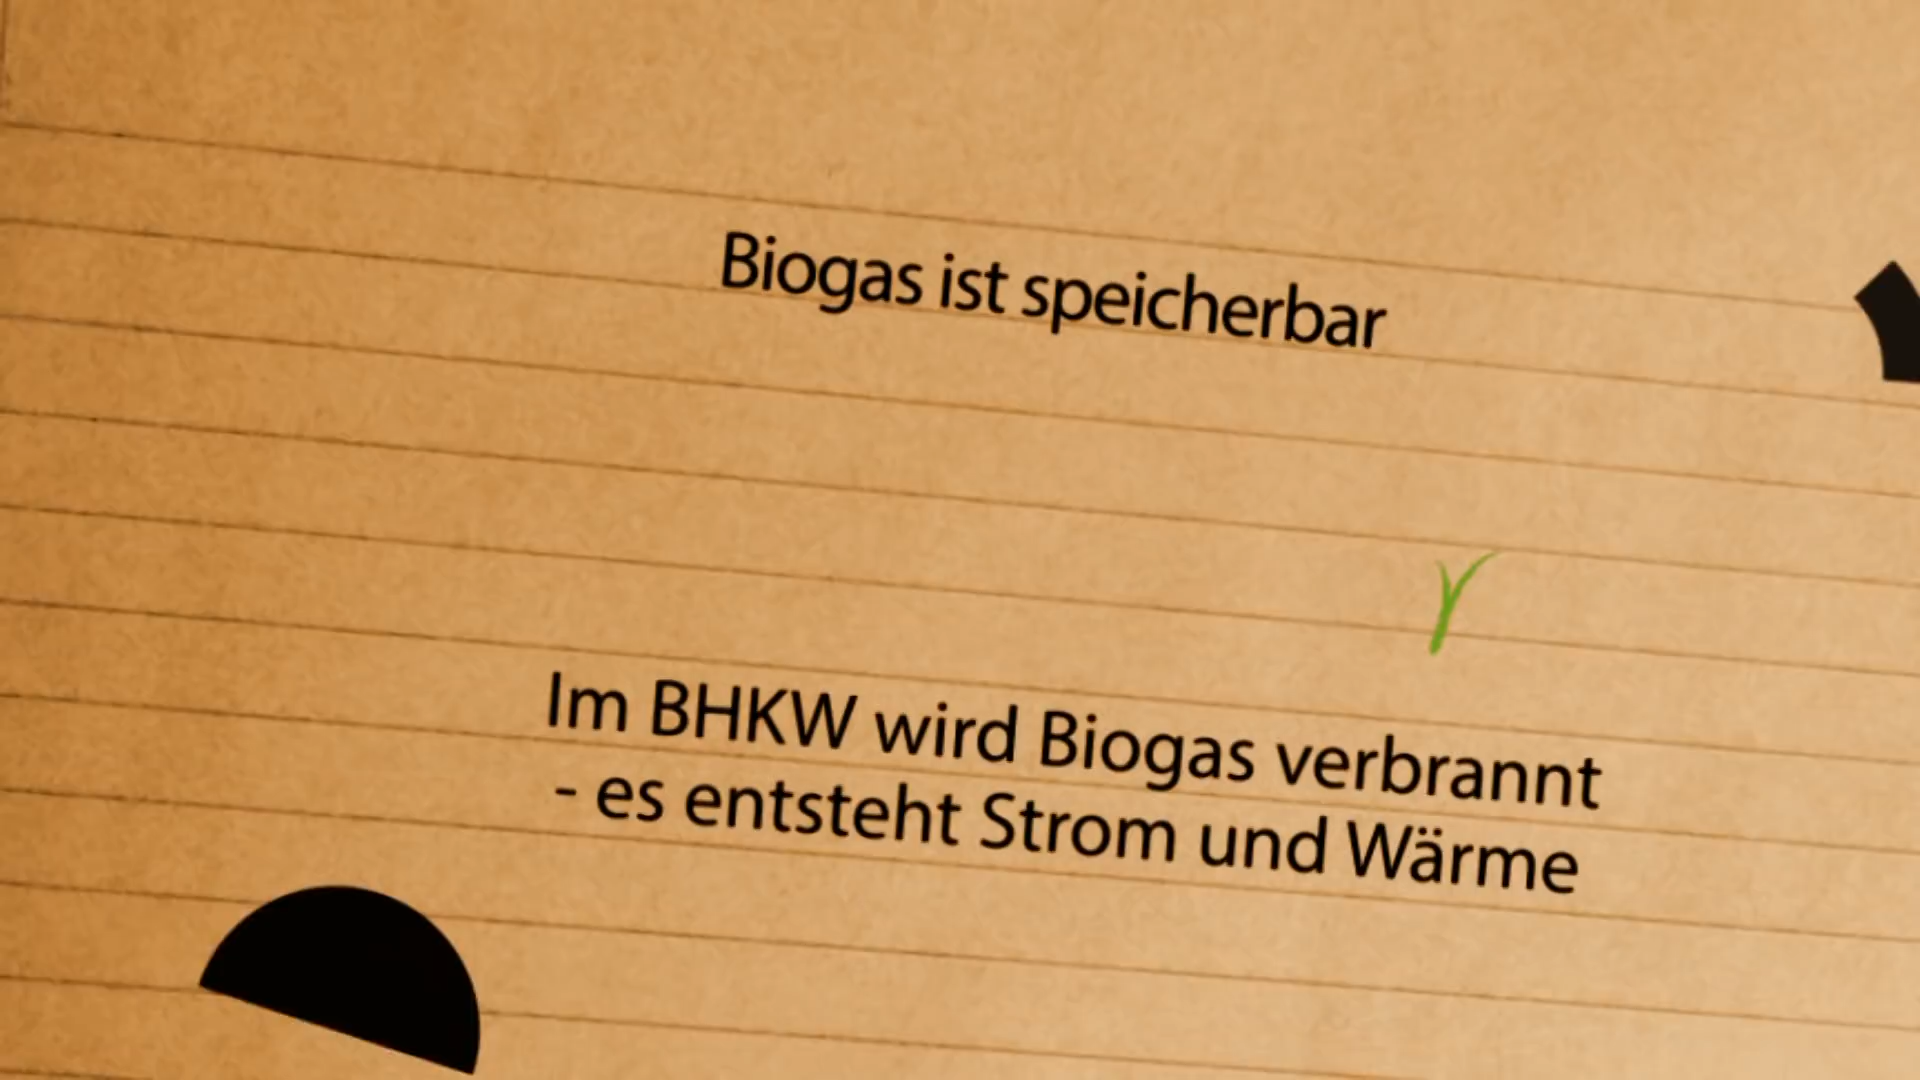 Biogas ist speicherbar
Im BHKW wird Biogas verbrannt
- es entsteht Strom und Wärme